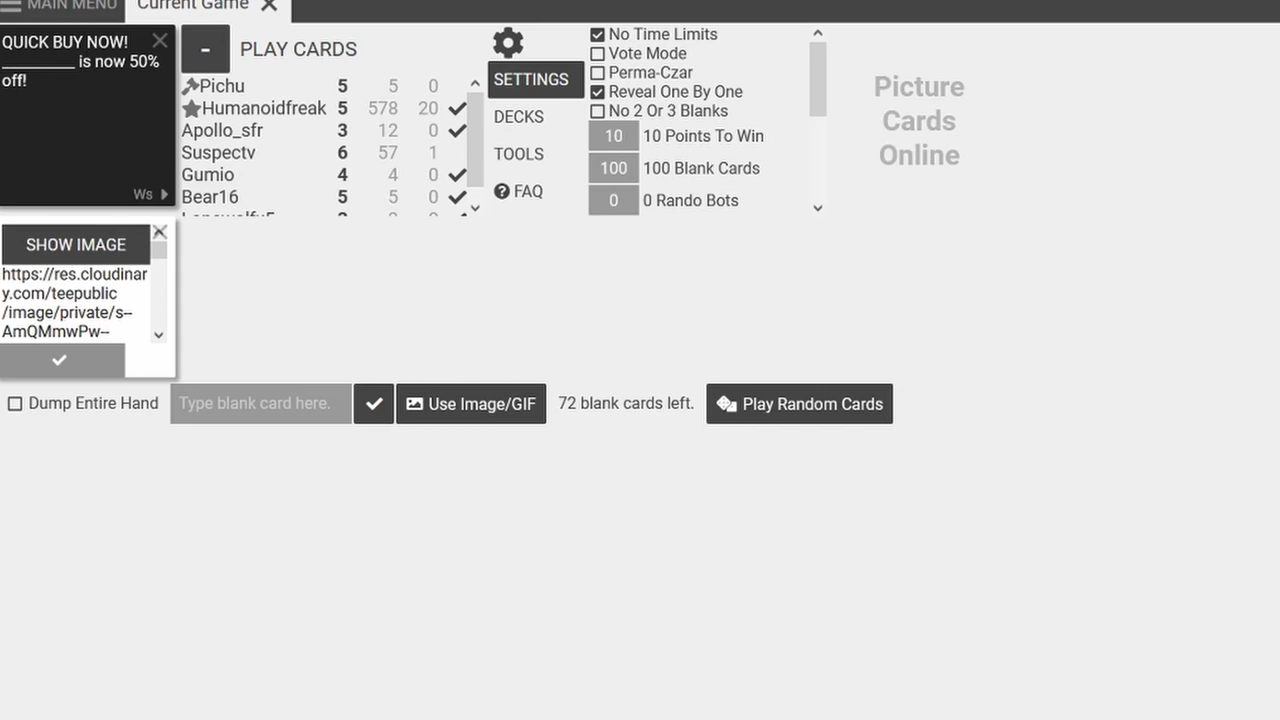 MAIN MENU
Current Game
QUICK BUY NOW!
_________ is now 50%
off!
Ws
- PLAY CARDS
Pichu 5 5 0
Humanoidfreak 5 578 20
Apollo_sfr 3 12 0
Suspectv 6 57 1
Gumio 4 4 0
Bear16 5 5 0
SETTINGS
DECKS
TOOLS
FAQ
No Time Limits
Vote Mode
Perma-Czar
Reveal One By One
No 2 Or 3 Blanks
10 10 Points To Win
100 100 Blank Cards
0 0 Rando Bots
Picture
Cards
Online
SHOW IMAGE
https://res.cloudinar
y.com/teepublic
/image/private/s--
AmQMmwPw--
Dump Entire Hand
Type blank card here.
Use Image/GIF
72 blank cards left.
Play Random Cards